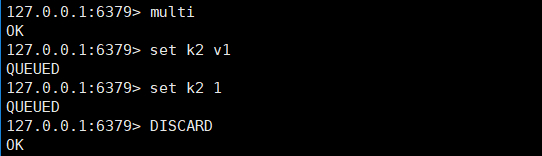 127.0.0.1:6379> multi
OK
127.0.0.1:6379> set k2 v1
QUEUED
127.0.0.1:6379> set k2 1
QUEUED
127.0.0.1:6379> DISCARD
OK